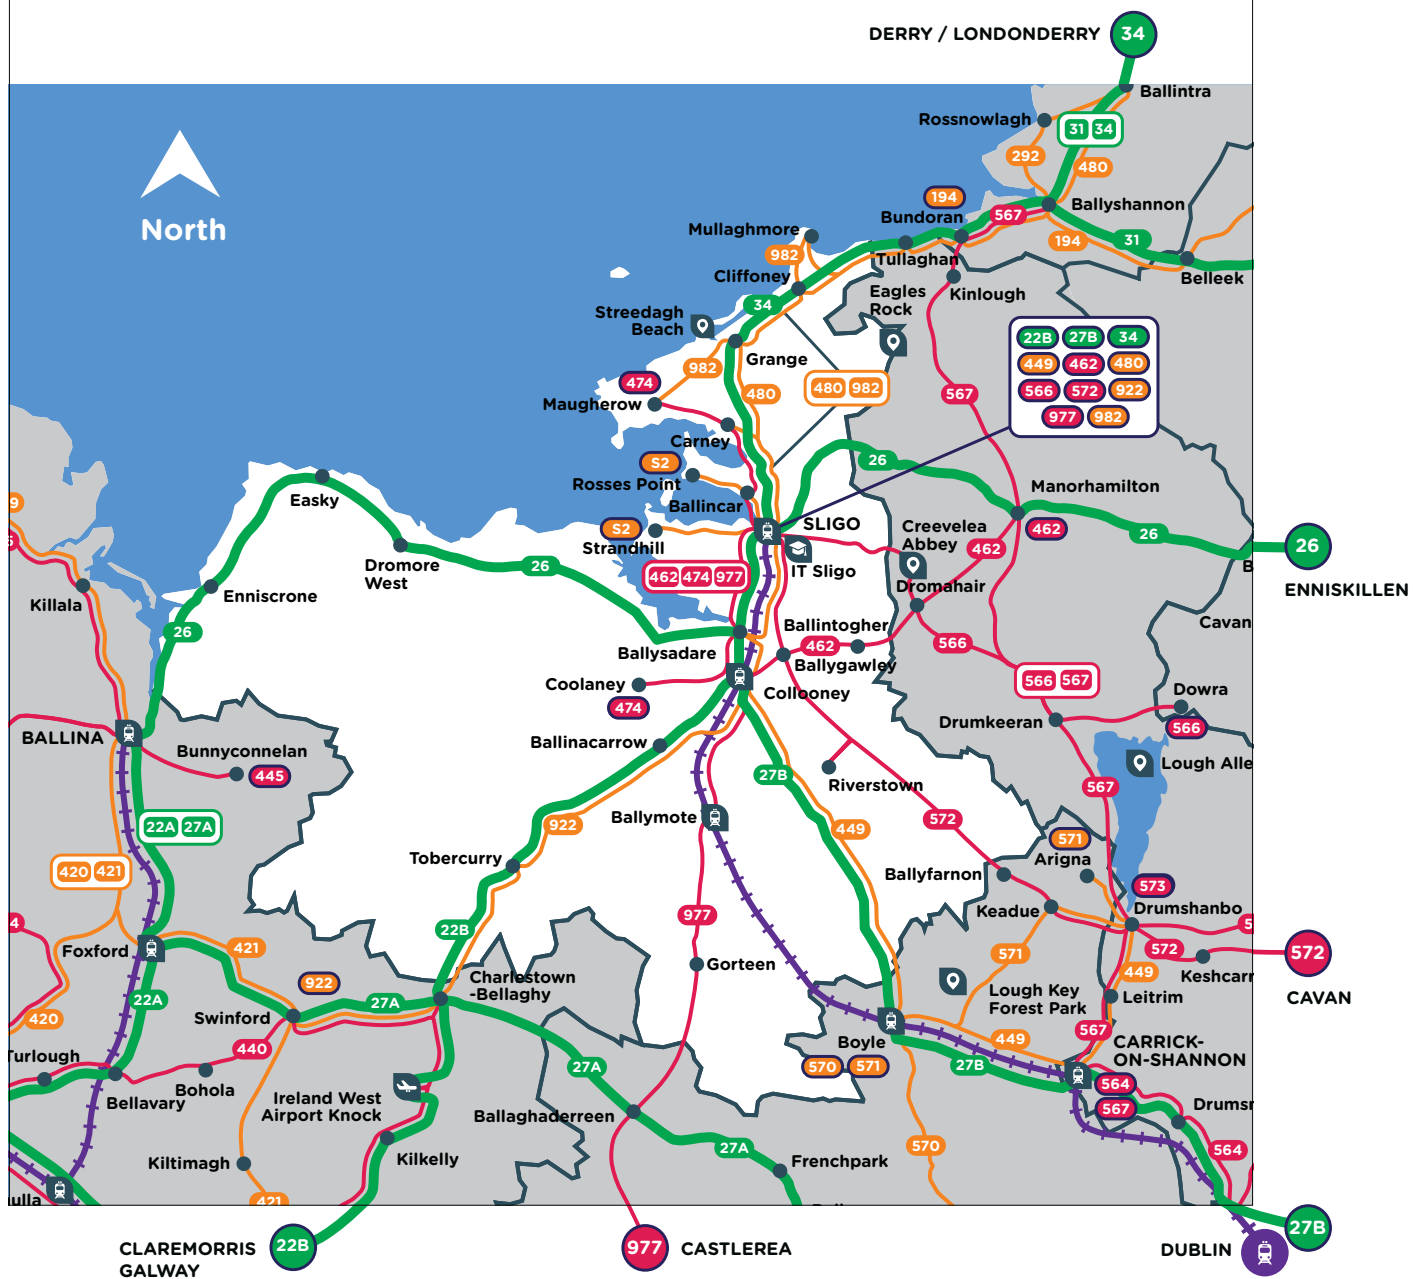 DERRY / LONDONDERRY
34
Ballintra
Rossnowlagh
31 34
292
480
194
Bundoran
567
Ballyshannon
Mullaghmore
982
194
31
Tullaghan
Cliffoney
Belleek
Eagles
Rock
Kinlough
34
Streedagh
Beach
North
Grange
22B 27B 34
449 462 480
566 572 922
977 982
982
474
480
480 982
567
Maugherow
Carney
S2
26
Rosses Point
Manorhamilton
Easky
Ballincar
9
SLIGO
Creevelea
Abbey
462
S2
26
26
Strandhill
462
Dromore
West
26
IT Sligo
B
462 474 977
Dromahair
ENNISKILLEN
Killala
Enniscrone
Cavan
26
Ballintogher
462
566
Ballysadare
Ballygawley
566 567
Coolaney
Collooney
Dowra
474
Drumkeeran
566
BALLINA
Ballinacarrow
Bunnyconnelan
445
27B
Lough Alle
Riverstown
567
Ballymote
572
22A 27A
922
449
571
Arigna
Tobercurry
420 421
Ballyfarnon
573
977
Keadue
Drumshanbo
4
5
22B
Foxford
421
571
572
572
Gorteen
449
Keshcarr
Charlestown
-Bellaghy
922
Lough Key
Forest Park
Leitrim
CAVAN
22A
27A
Swinford
420
567
449
Boyle
CARRICK-
ON-SHANNON
440
Turlough
570 571
27B
27A
564
Bohola
Ireland West
Airport Knock
567
Bellavary
Ballaghaderreen
Drumsr
27A
570
564
Kiltimagh
Kilkelly
Frenchpark
ulla
421
27B
22B
977
CLAREMORRIS
GALWAY
CASTLEREA
DUBLIN